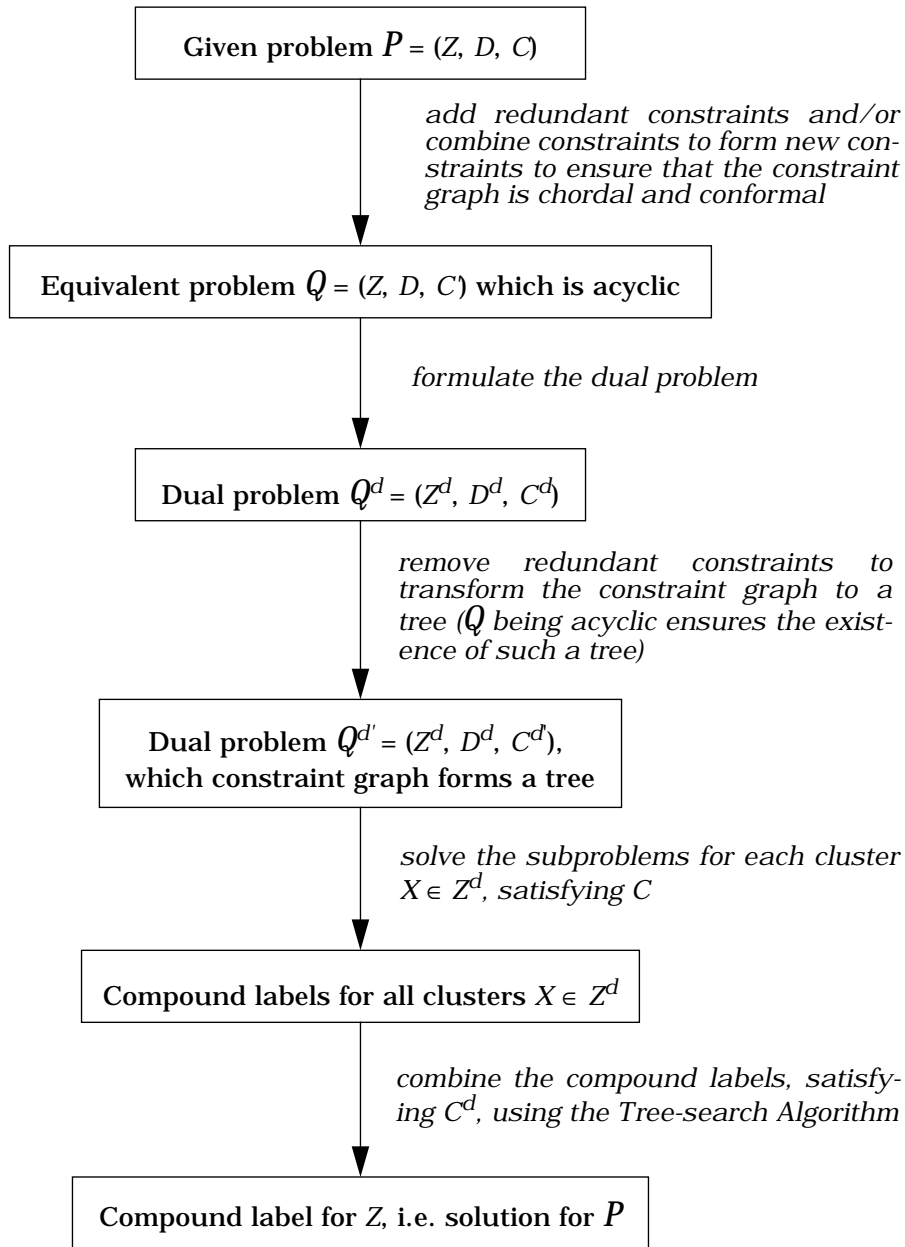 Given problem P = (Z, D, C)
add redundant constraints and/or
combine constraints to form new con-
straints to ensure that the constraint
graph is chordal and conformal
Equivalent problem Q = (Z, D, C') which is acyclic
formulate the dual problem
Dual problem Q^d = (Z^d, D^d, C^d)
remove redundant constraints to
transform the constraint graph to a
tree (Q being acyclic ensures the exist-
ence of such a tree)
Dual problem Q^d' = (Z^d, D^d, C^d'),
which constraint graph forms a tree
solve the subproblems for each cluster
X ∈ Z^d, satisfying C
Compound labels for all clusters X ∈ Z^d
combine the compound labels, satisfy-
ing C^d, using the Tree-search Algorithm
Compound label for Z, i.e. solution for P